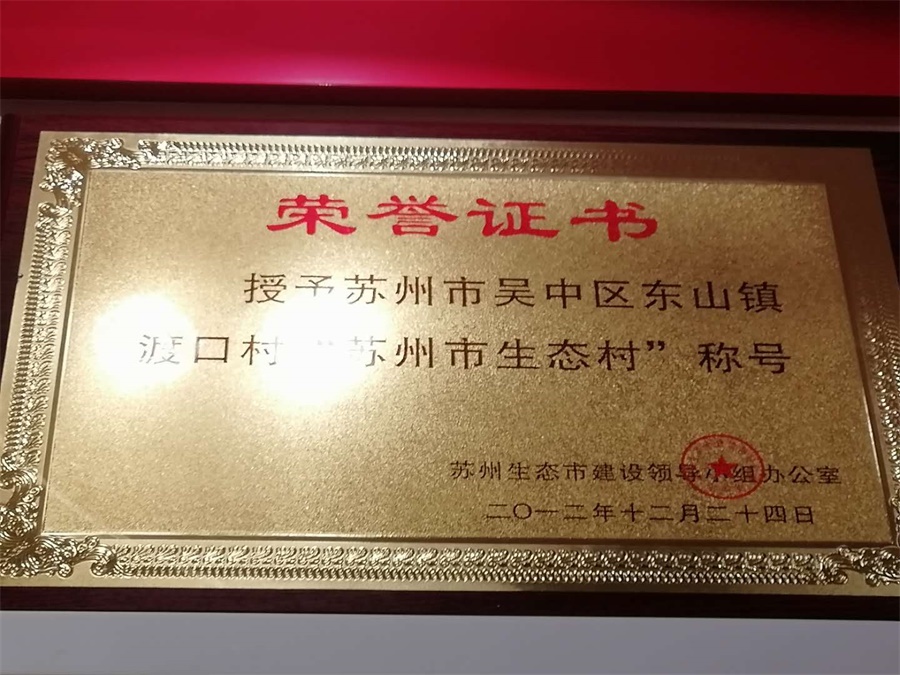 荣誉证书
授予苏州市吴中区东山镇
渡口村“苏州市生态村”称号
苏州生态市建设领导小组办公室
二〇一二年十二月二十四日